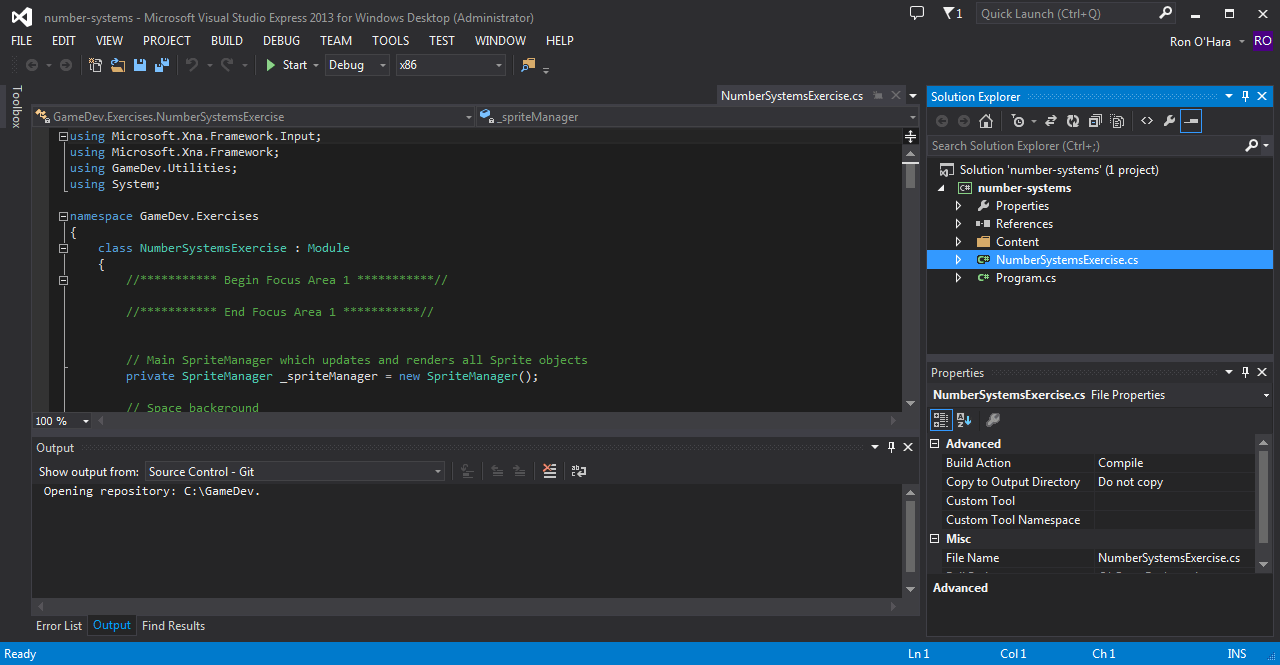 number-systems - Microsoft Visual Studio Express 2013 for Windows Desktop (Administrator)
1
Quick Launch (Ctrl+Q)
FILE EDIT VIEW PROJECT BUILD DEBUG TEAM TOOLS TEST WINDOW HELP
Ron O'Hara
RO
Start
Debug
x86
Toolbox
NumberSystemsExercise.cs
GameDev.Exercises.NumberSystemsExercise
_spriteManager
using Microsoft.Xna.Framework.Input;
using Microsoft.Xna.Framework;
using GameDev.Utilities;
using System;
namespace GameDev.Exercises
{
class NumberSystemsExercise : Module
{
//*********** Begin Focus Area 1 ***********//
//*********** End Focus Area 1 ***********//
// Main SpriteManager which updates and renders all Sprite objects
private SpriteManager _spriteManager = new SpriteManager();
// Space background
100 %
Output
Show output from: Source Control - Git
Opening repository: C:\GameDev.
Error List Output Find Results
Solution Explorer
Search Solution Explorer (Ctrl+;)
Solution 'number-systems' (1 project)
C# number-systems
Properties
References
Content
C# NumberSystemsExercise.cs
C# Program.cs
Properties
NumberSystemsExercise.cs File Properties
Advanced
Build Action Compile
Copy to Output Directory Do not copy
Custom Tool
Custom Tool Namespace
Misc
File Name NumberSystemsExercise.cs
Advanced
Ready
Ln 1 Col 1 Ch 1 INS